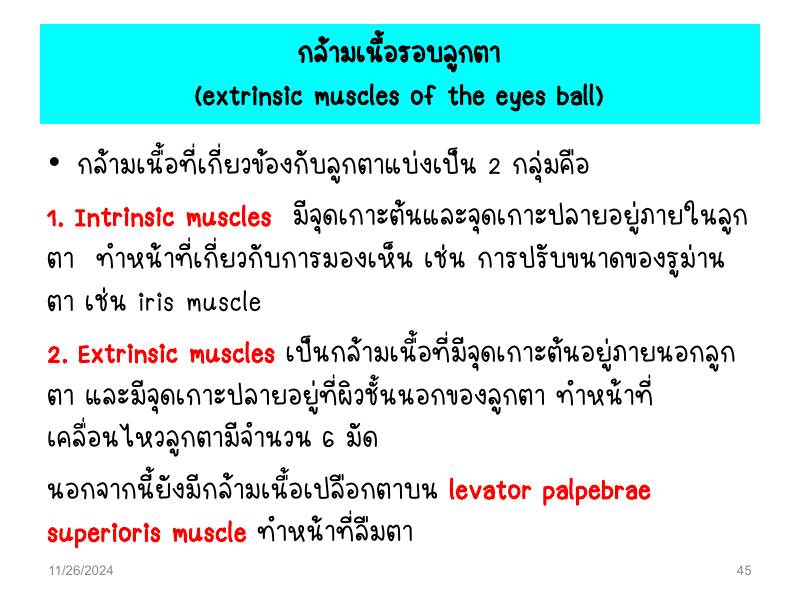 กล้ามเนื้อรอบลูกตา
(extrinsic muscles of the eyes ball)
• กล้ามเนื้อที่เกี่ยวข้องกับลูกตาแบ่งเป็น 2 กลุ่มคือ
1. Intrinsic muscles มีจุดเกาะต้นและจุดเกาะปลายอยู่ภายในลูก
ตา ทำหน้าที่เกี่ยวกับการมองเห็น เช่น การปรับขนาดของรูม่าน
ตา เช่น iris muscle
2. Extrinsic muscles เป็นกล้ามเนื้อที่มีจุดเกาะต้นอยู่ภายนอกลูก
ตา และมีจุดเกาะปลายอยู่ที่ผิวชั้นนอกของลูกตา ทำหน้าที่
เคลื่อนไหวลูกตามีจำนวน 6 มัด
นอกจากนี้ยังมีกล้ามเนื้อเปลือกตาบน levator palpebrae
superioris muscle ทำหน้าที่ลืมตา
11/26/2024
45